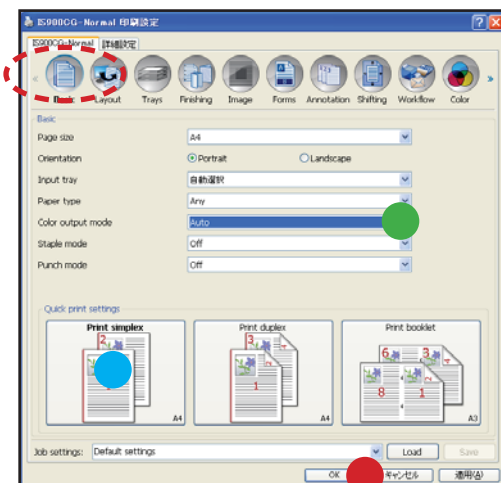 IS900CG-Normal 印刷設定
IS900CG-Normal 詳細設定
Basic Layout Trays Finishing Image Forms Annotation Shifting Workflow Color
Basic
Page size A4
Orientation Portrait Landscape
Input tray 自動選択
Paper type Any
Color output mode Auto
Staple mode Off
Punch mode Off
Quick print settings
Print simplex Print duplex Print booklet
2 3 6 3
1 8 1
A4 A4 A3
Job settings: Default settings Load Save
OK キャンセル 適用(A)